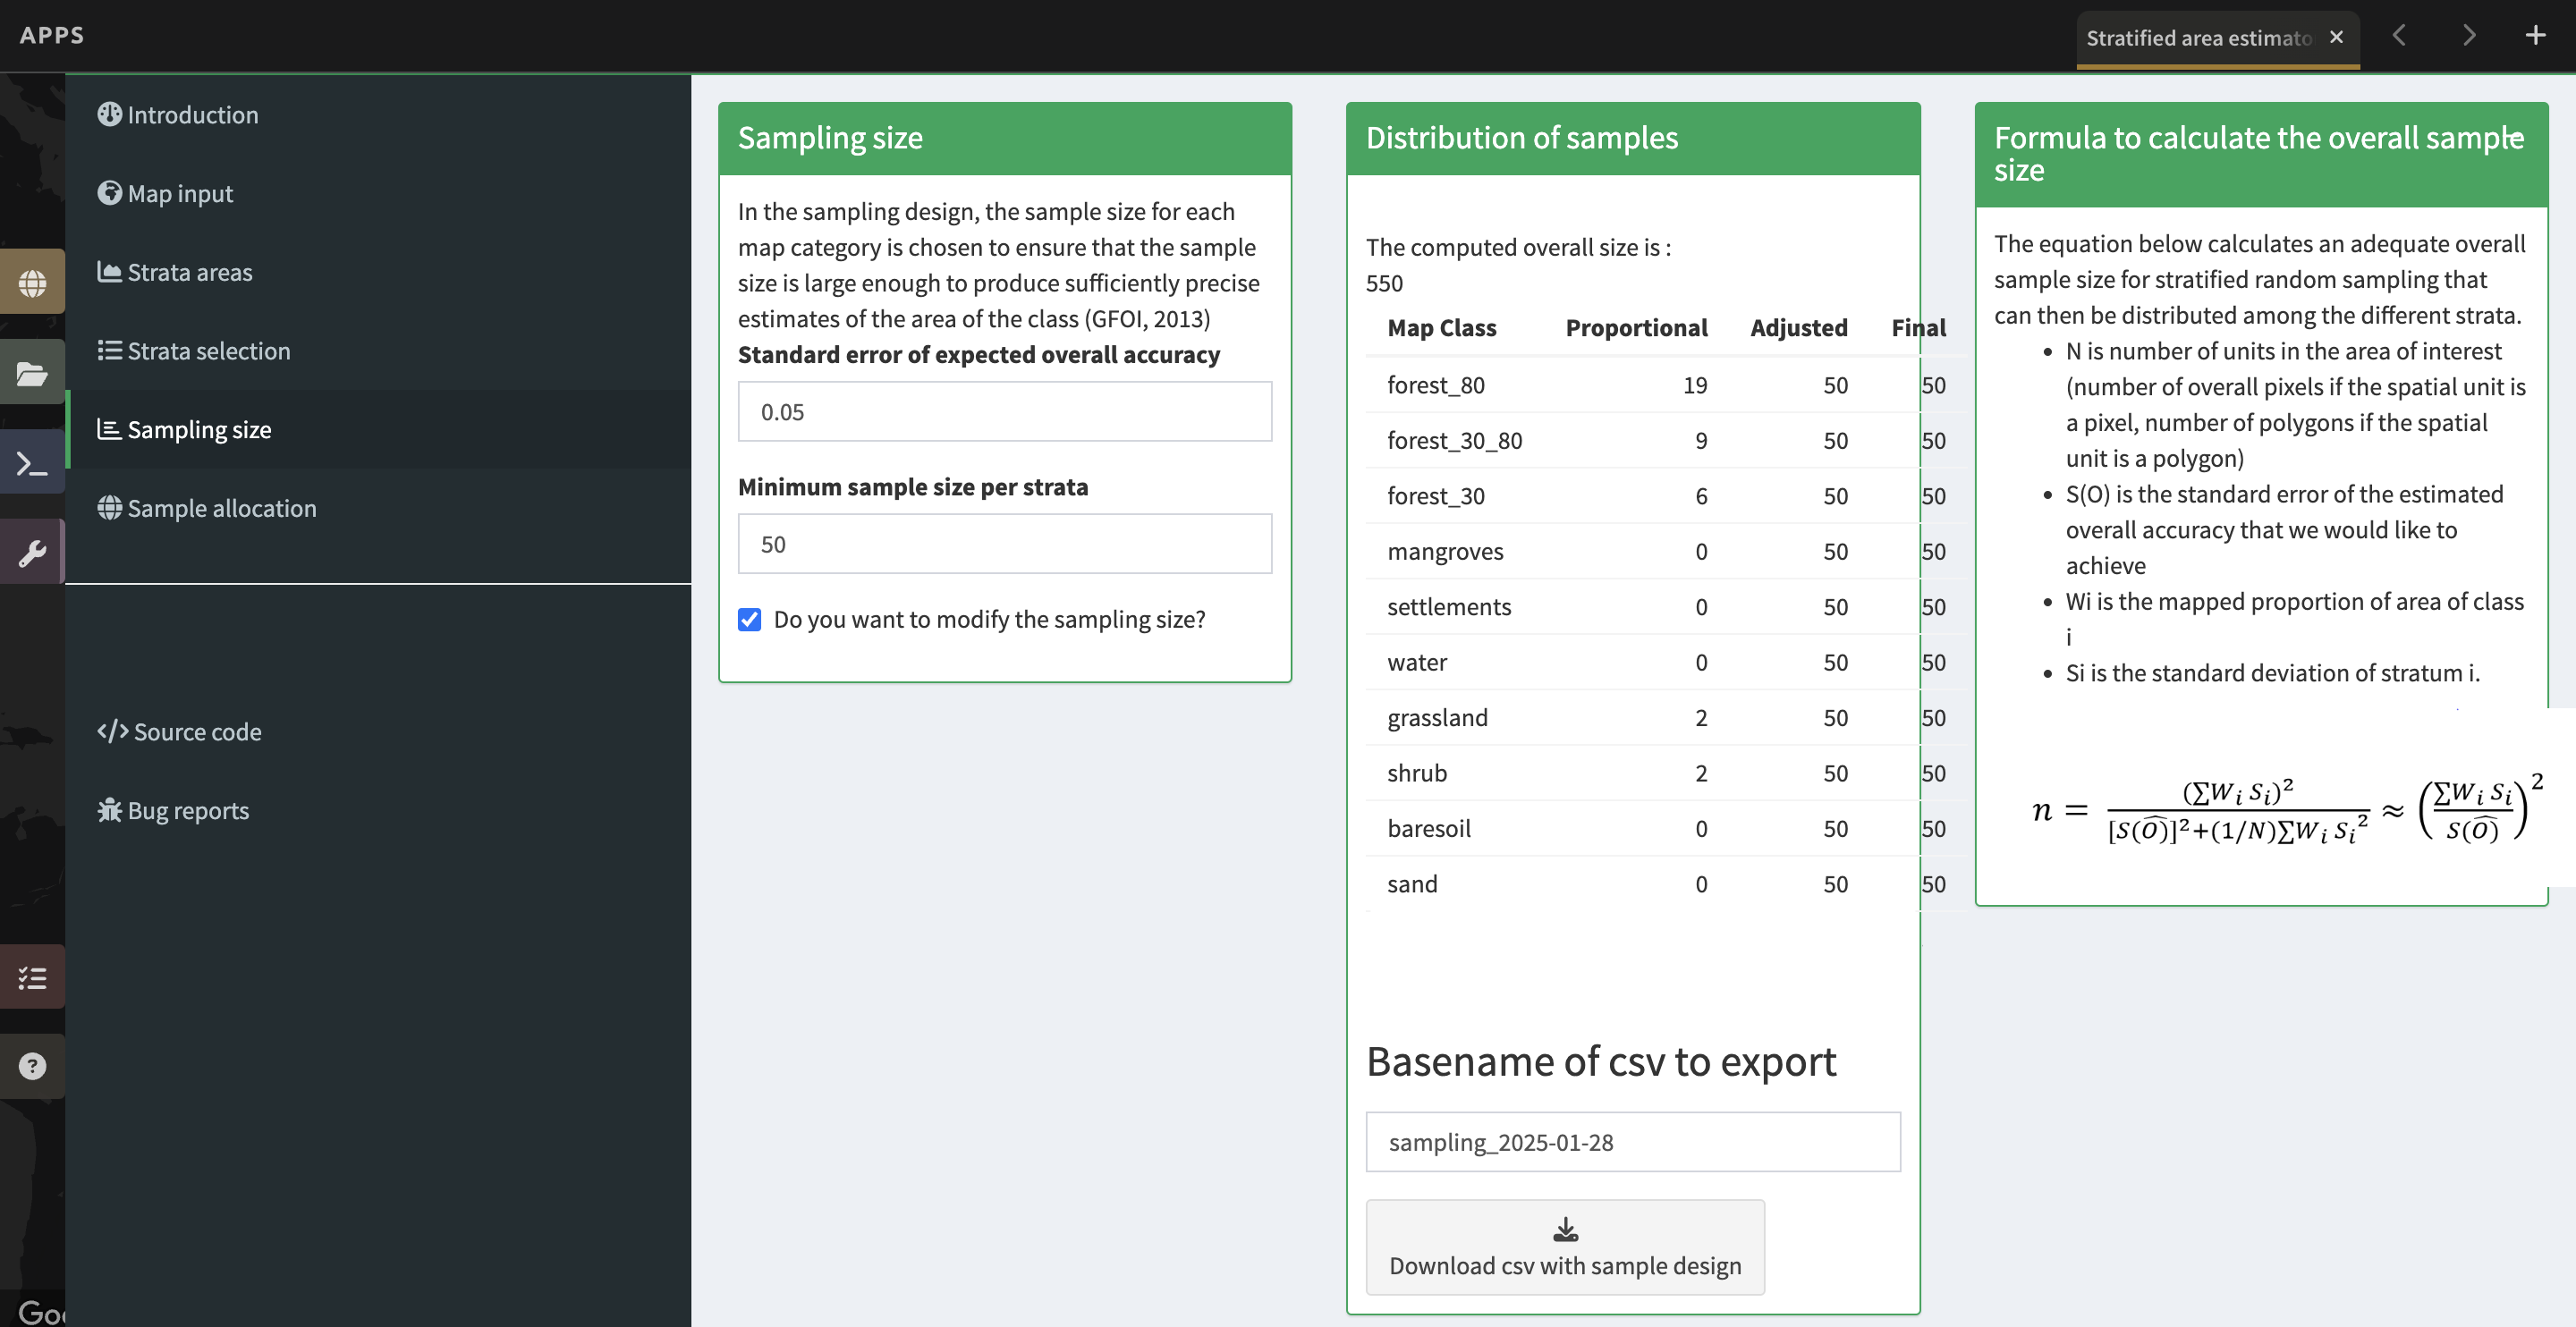 APPS
Stratified area estimato
Introduction
Map input
Strata areas
Strata selection
Sampling size
Sample allocation
Source code
Bug reports
Sampling size
In the sampling design, the sample size for each
map category is chosen to ensure that the sample
size is large enough to produce sufficiently precise
estimates of the area of the class (GFOI, 2013)
Standard error of expected overall accuracy
0.05
Minimum sample size per strata
50
Do you want to modify the sampling size?
Distribution of samples
The computed overall size is :
550
Map Class Proportional Adjusted Final
forest_80 19 50 50
forest_30_80 9 50 50
forest_30 6 50 50
mangroves 0 50 50
settlements 0 50 50
water 0 50 50
grassland 2 50 50
shrub 2 50 50
baresoil 0 50 50
sand 0 50 50
Basename of csv to export
sampling_2025-01-28
Download csv with sample design
Formula to calculate the overall sample
size
The equation below calculates an adequate overall
sample size for stratified random sampling that
can then be distributed among the different strata.
• N is number of units in the area of interest
(number of overall pixels if the spatial unit is
a pixel, number of polygons if the spatial
unit is a polygon)
• S(O) is the standard error of the estimated
overall accuracy that we would like to
achieve
• Wi is the mapped proportion of area of class
i
• Si is the standard deviation of stratum i.
n = (∑W_i S_i)² / ([S(Ô)]²+(1/N)∑W_i S_i²) ≈ (∑W_i S_i / S(Ô))²
Goo